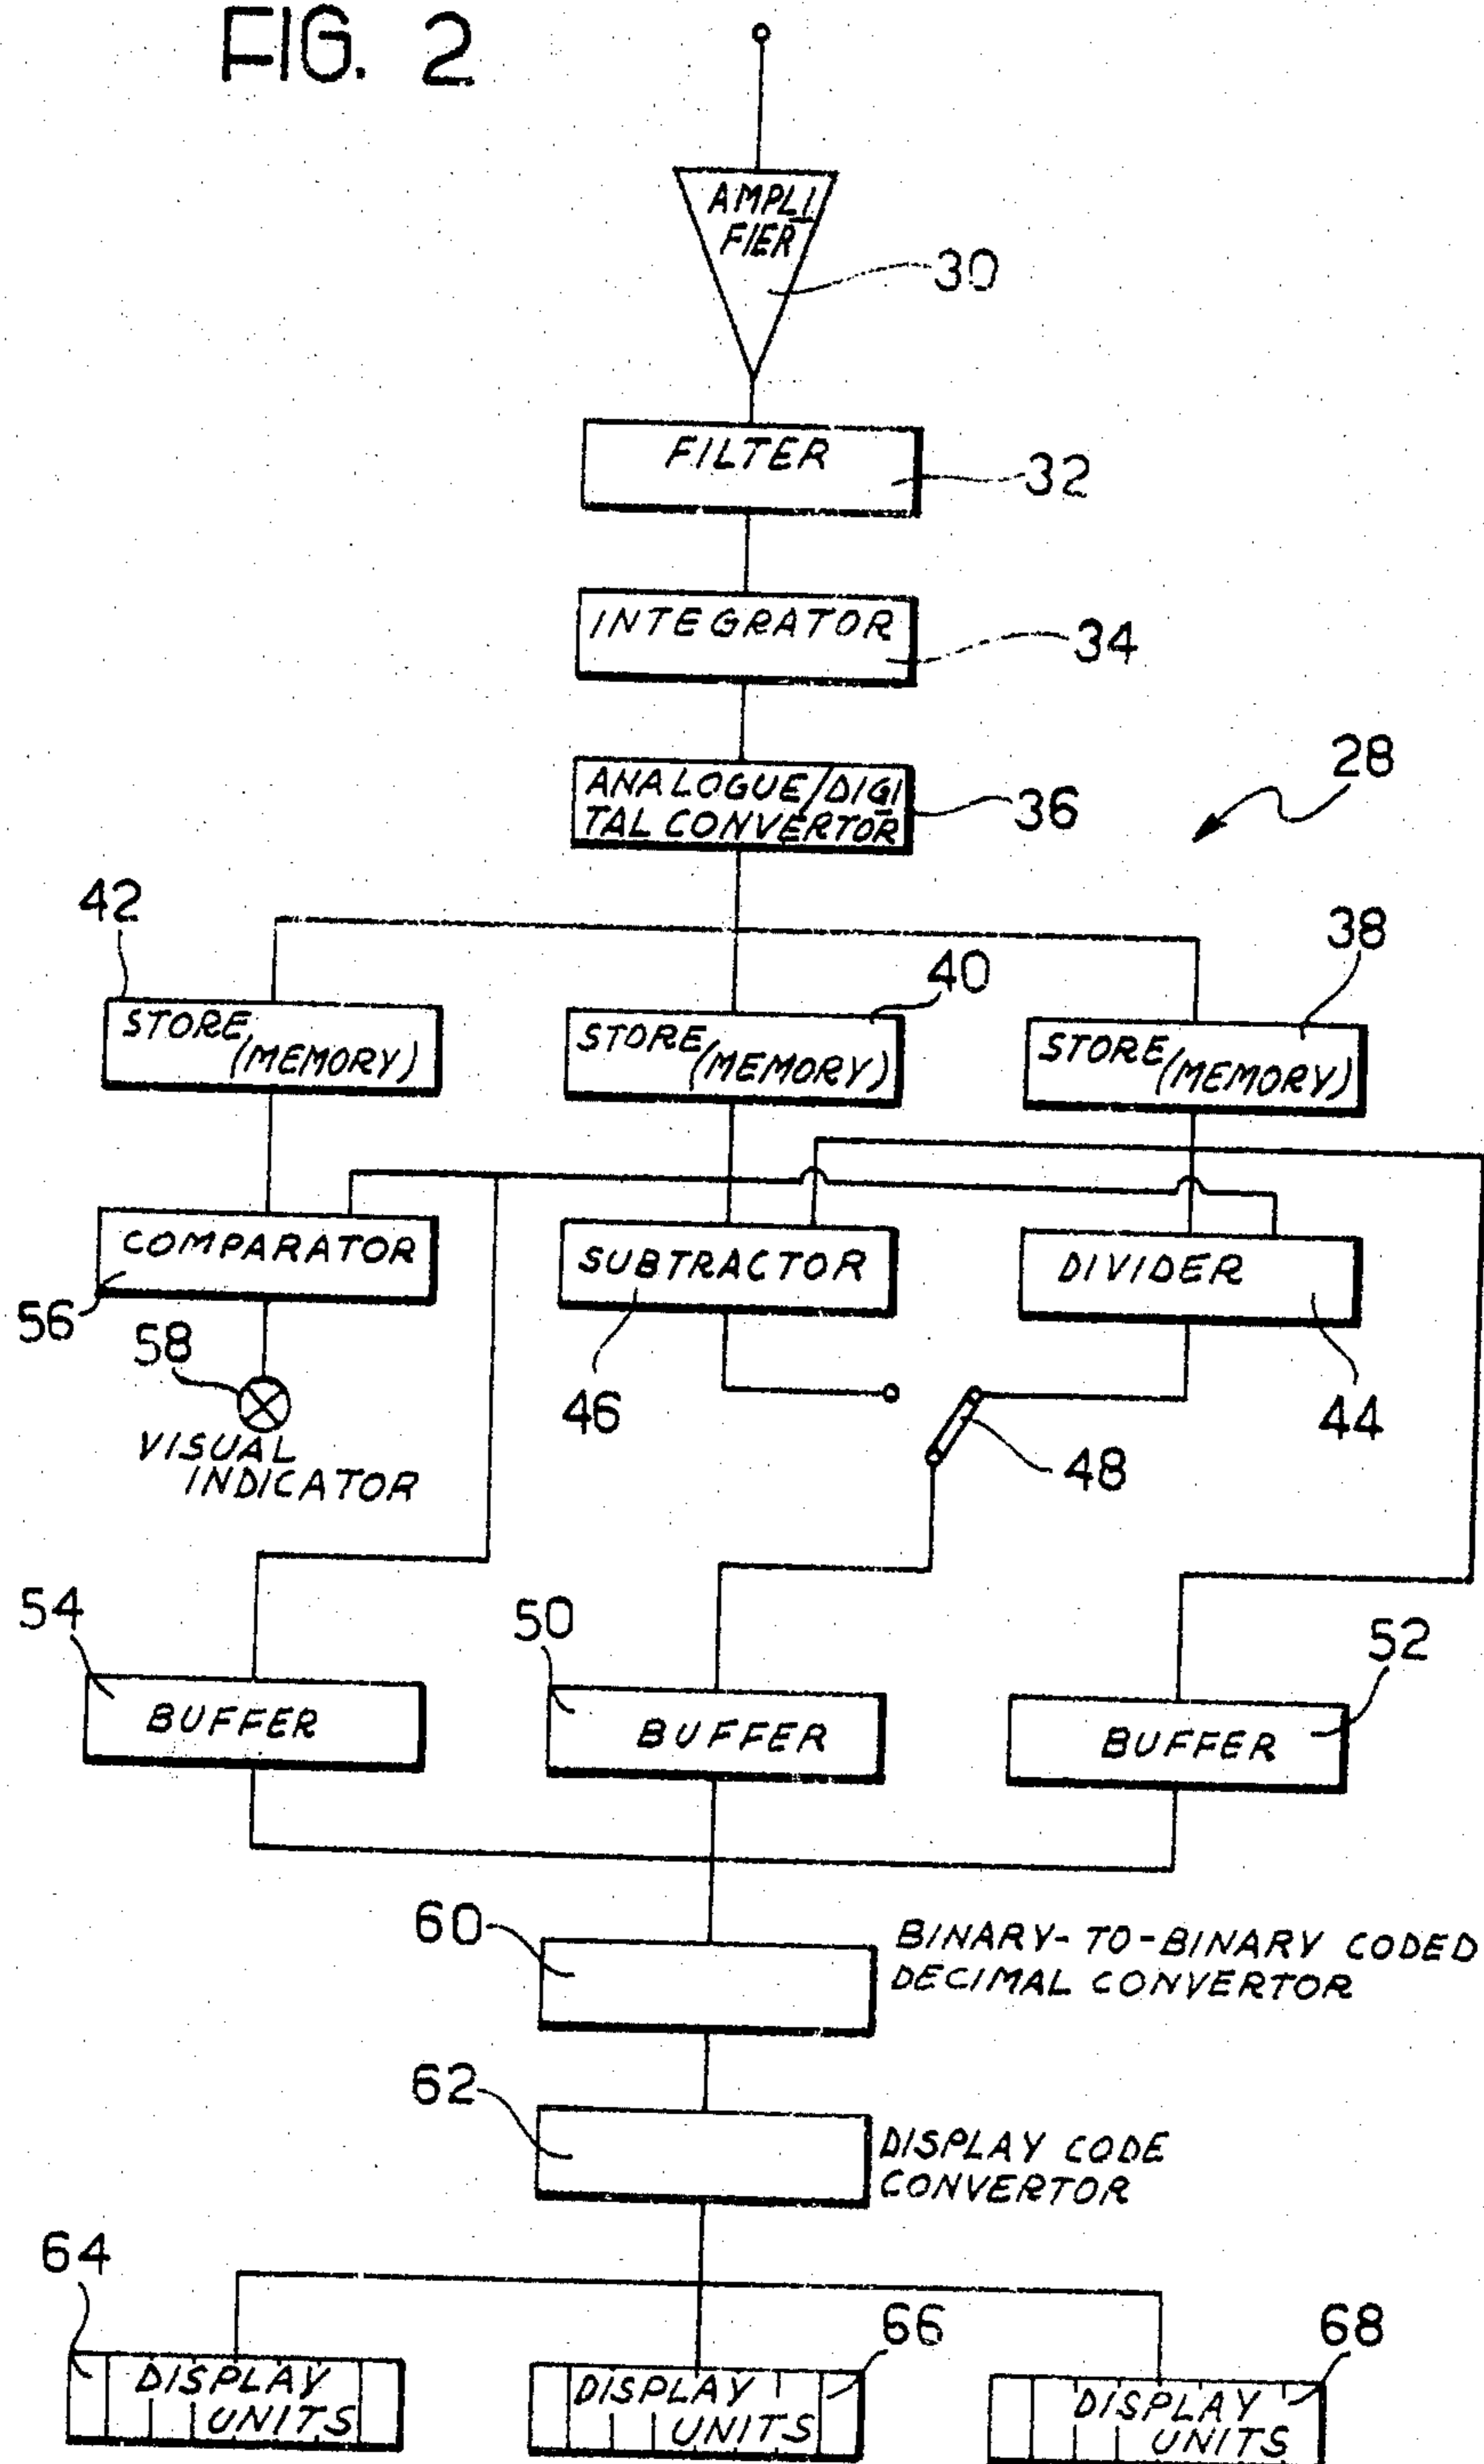 FIG. 2
AMPLI
FIER
30
FILTER
32
INTEGRATOR
34
ANALOGUE/DIGI
TAL CONVERTOR
36
28
42
40
38
STORE
(MEMORY)
STORE
(MEMORY)
STORE
(MEMORY)
COMPARATOR
SUBTRACTOR
DIVIDER
56
58
46
44
VISUAL
INDICATOR
48
54
50
52
BUFFER
BUFFER
BUFFER
60
BINARY-TO-BINARY CODED
DECIMAL CONVERTOR
62
DISPLAY CODE
CONVERTOR
64
66
68
DISPLAY
UNITS
DISPLAY
UNITS
DISPLAY
UNITS